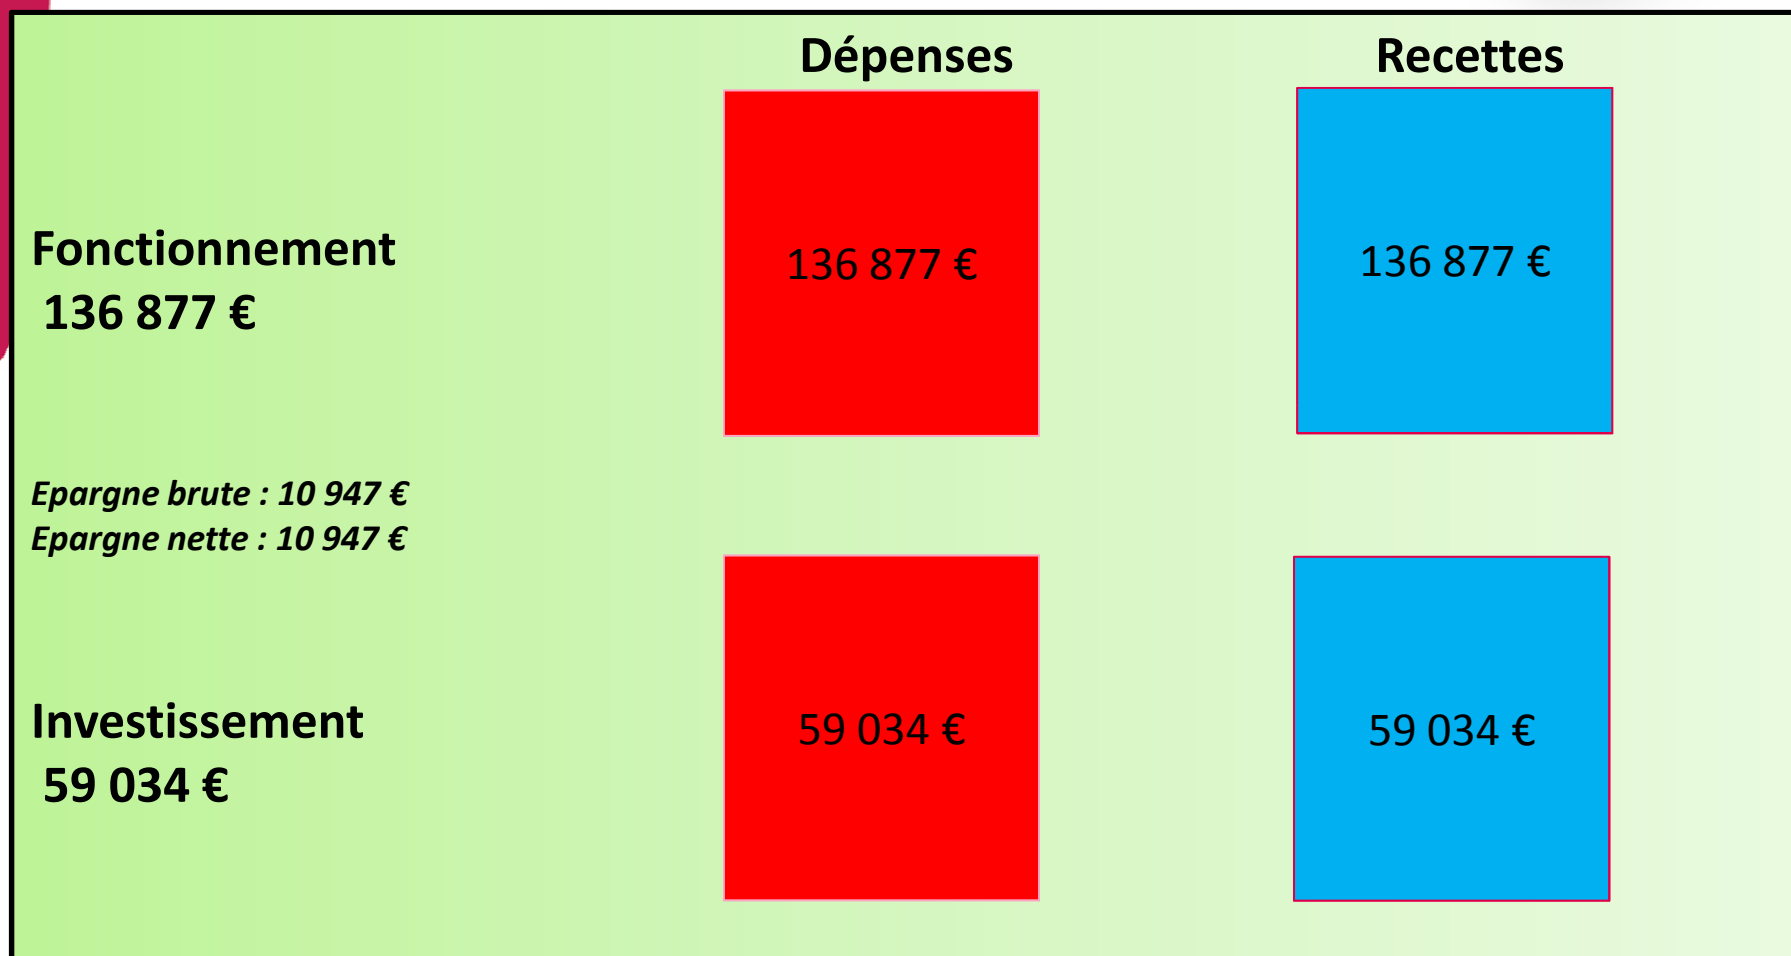 Dépenses
Recettes
Fonctionnement
136 877 €
136 877 €
136 877 €
Epargne brute : 10 947 €
Epargne nette : 10 947 €
Investissement
59 034 €
59 034 €
59 034 €